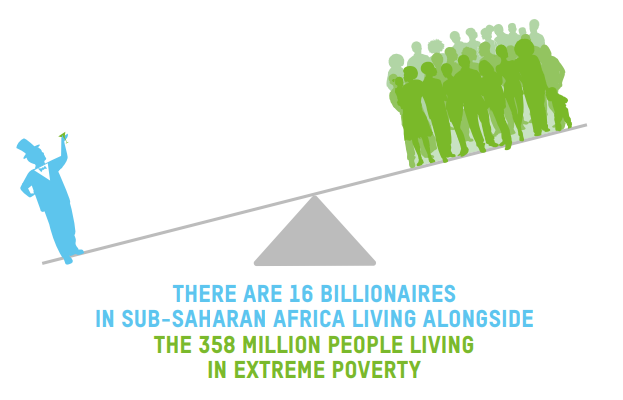 THERE ARE 16 BILLIONAIRES
IN SUB-SAHARAN AFRICA LIVING ALONGSIDE
THE 358 MILLION PEOPLE LIVING
IN EXTREME POVERTY